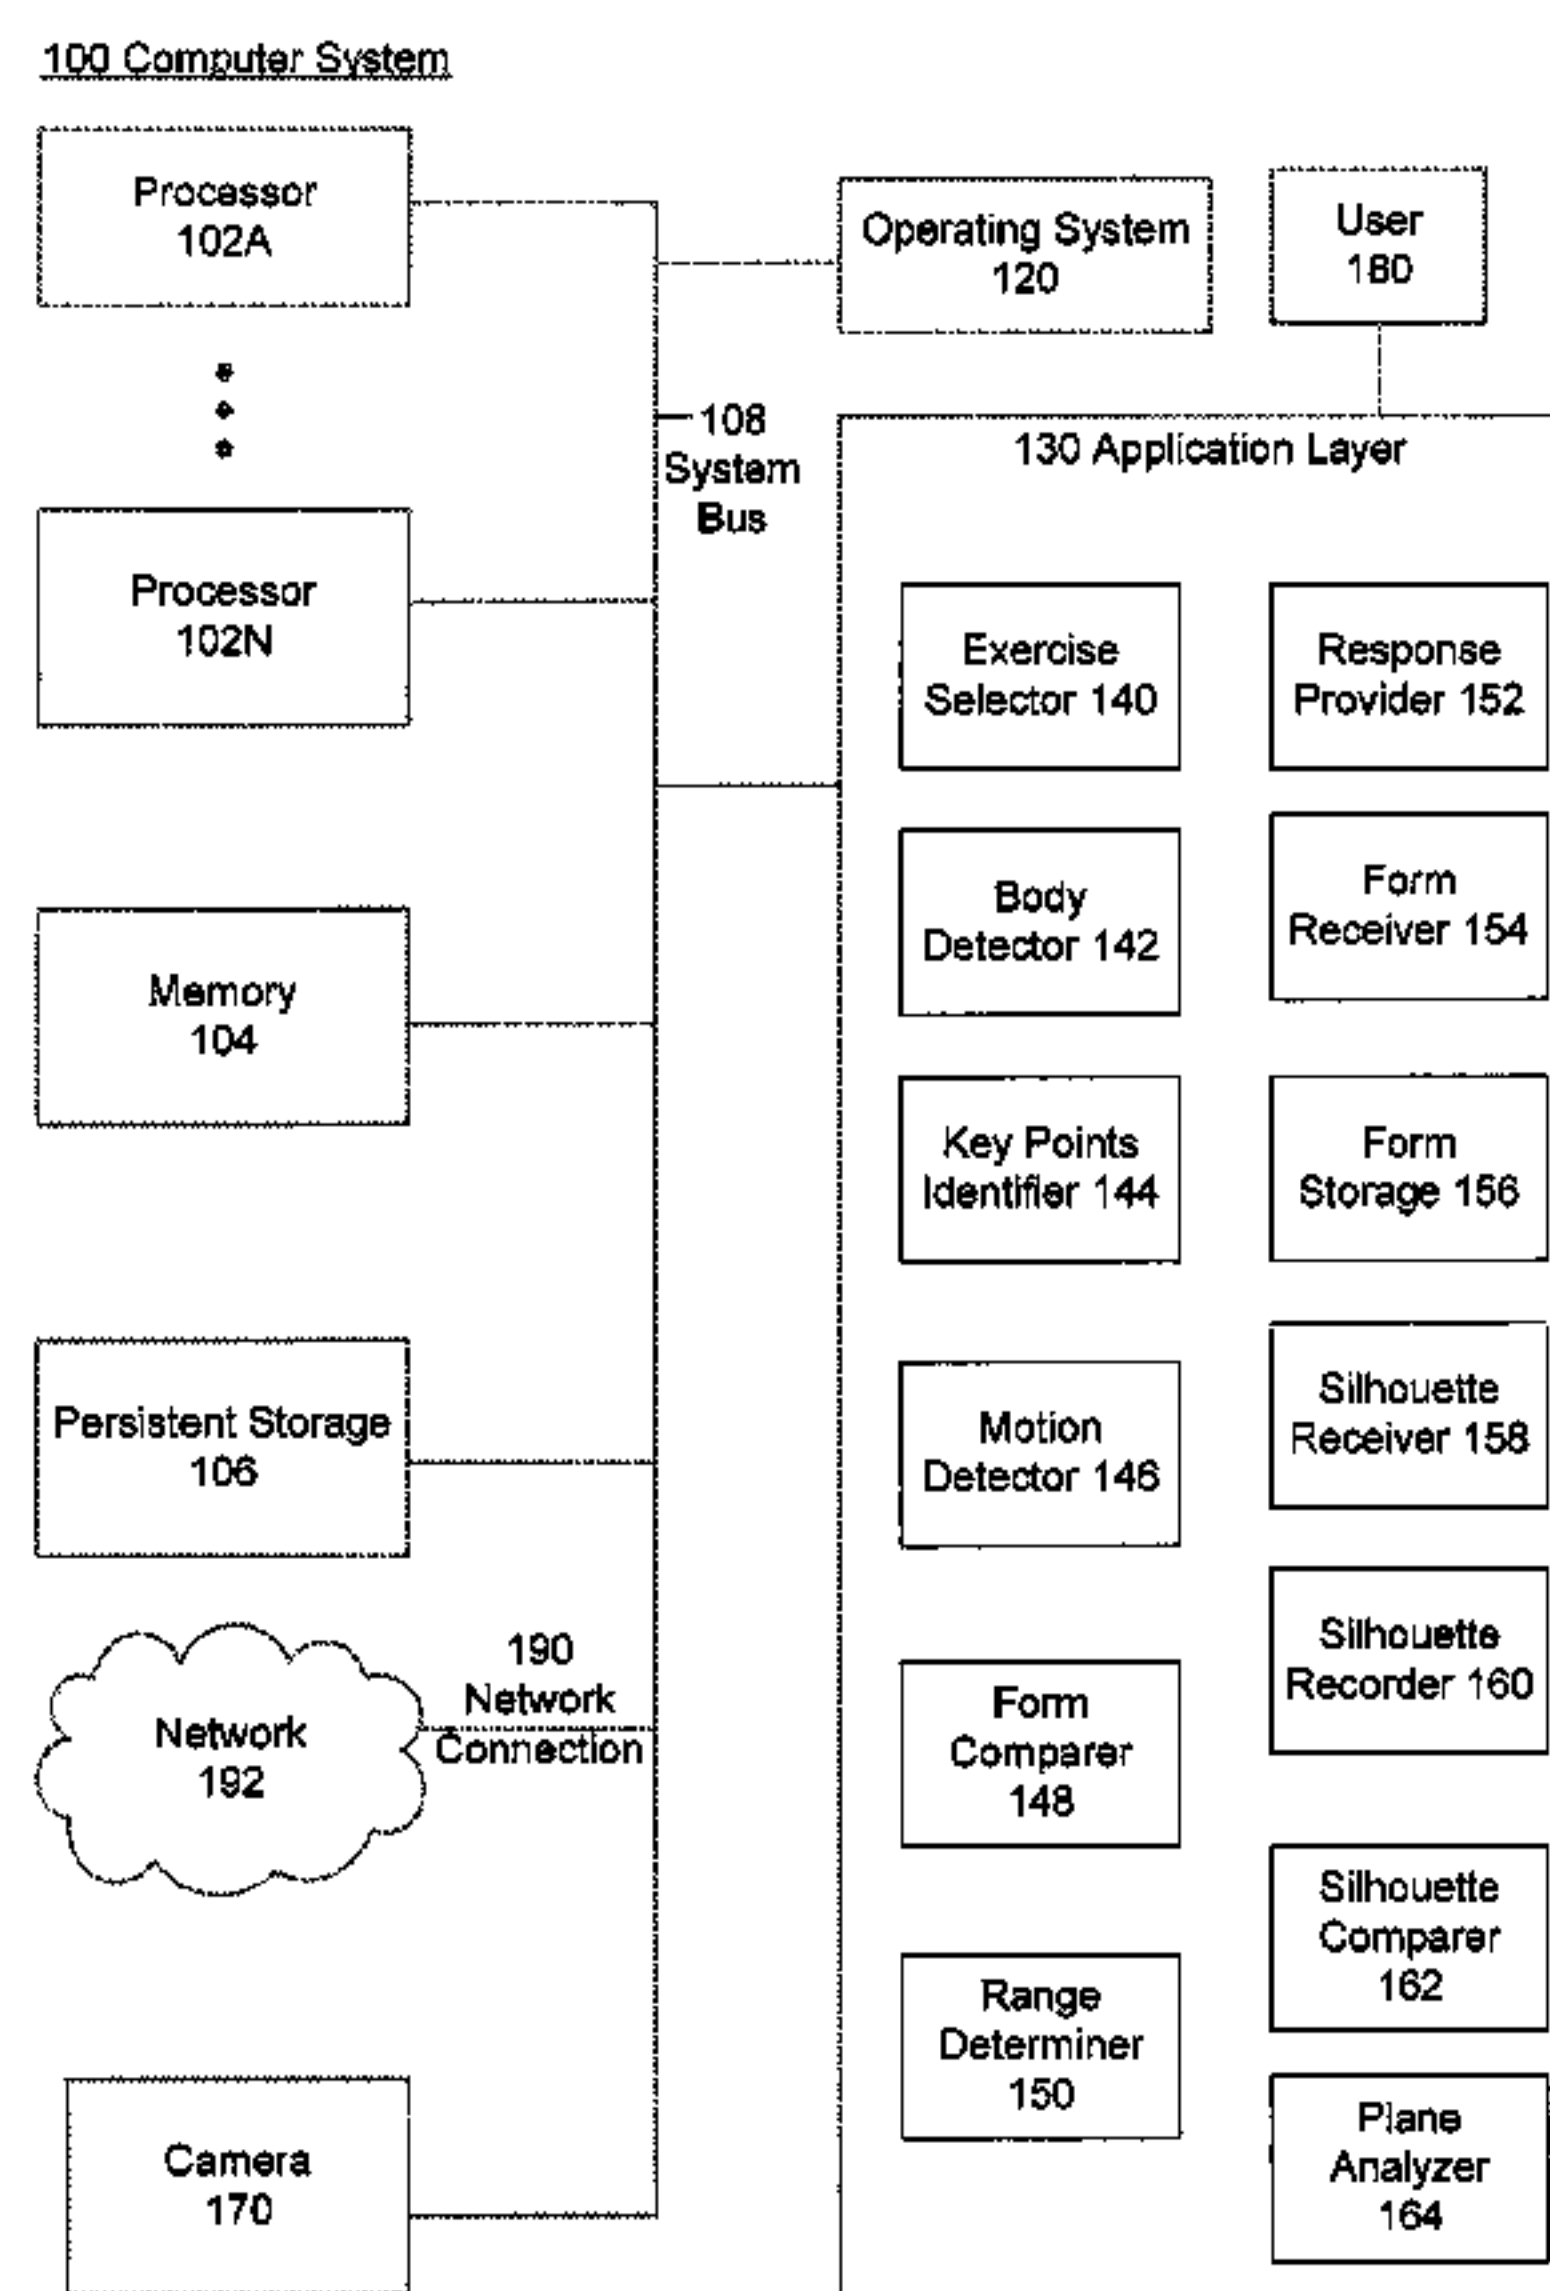 100 Computer System
Processor
102A
Operating System
120
User
180
108
System
Bus
130 Application Layer
Processor
102N
Exercise
Selector 140
Response
Provider 152
Body
Detector 142
Form
Receiver 154
Memory
104
Key Points
Identifier 144
Form
Storage 156
Persistent Storage
106
Motion
Detector 146
Silhouette
Receiver 158
190
Network
Connection
Network
192
Form
Comparer
148
Silhouette
Recorder 160
Silhouette
Comparer
162
Range
Determiner
150
Camera
170
Plane
Analyzer
164